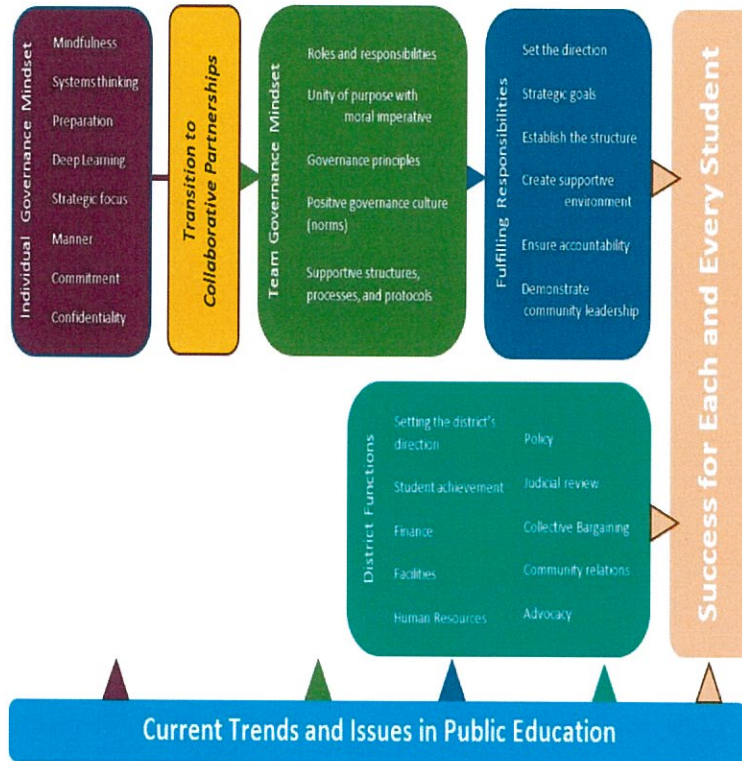 Individual Governance Mindset
Mindfulness
Systems thinking
Preparation
Deep Learning
Strategic focus
Manner
Commitment
Confidentiality
Transition to
Collaborative Partnerships
Team Governance Mindset
Roles and responsibilities
Unity of purpose with
moral imperative
Governance principles
Positive governance culture
(norms)
Supportive structures,
processes, and protocols
Fulfilling Responsibilities
Set the direction
Strategic goals
Establish the structure
Create supportive
environment
Ensure accountability
Demonstrate
community leadership
Success for Each and Every Student
District Functions
Setting the district's
direction
Student achievement
Finance
Facilities
Human Resources
Policy
Judicial review
Collective Bargaining
Community relations
Advocacy
Current Trends and Issues in Public Education